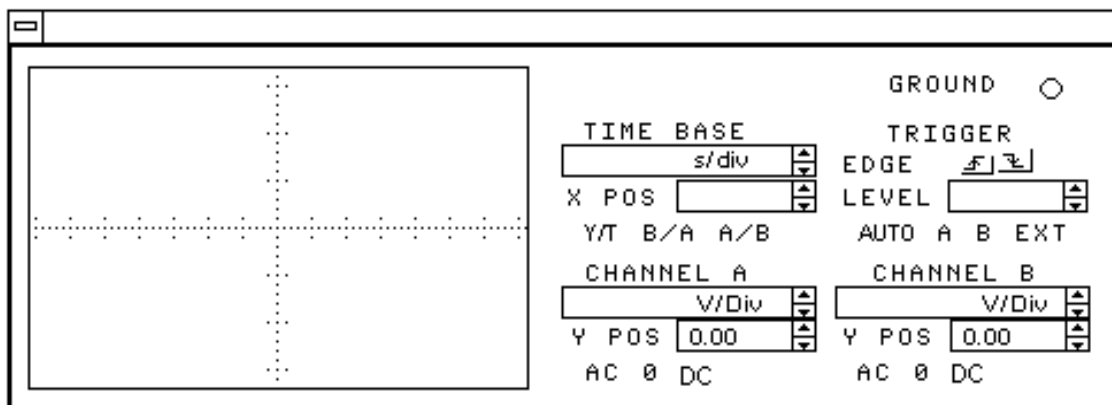 GROUND
TIME BASE
TRIGGER
s/div
EDGE
X POS
LEVEL
Y/T B/A A/B
AUTO A B EXT
CHANNEL A
CHANNEL B
V/Div
V/Div
Y POS 0.00
Y POS 0.00
AC 0 DC
AC 0 DC